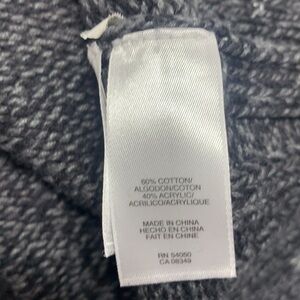 60% COTTON/
ALGODON/COTON
40% ACRYLIC/
ACRILICO/ACRYLIQUE
MADE IN CHINA
HECHO EN CHINA
FAIT EN CHINE
RN 54050
CA 08349